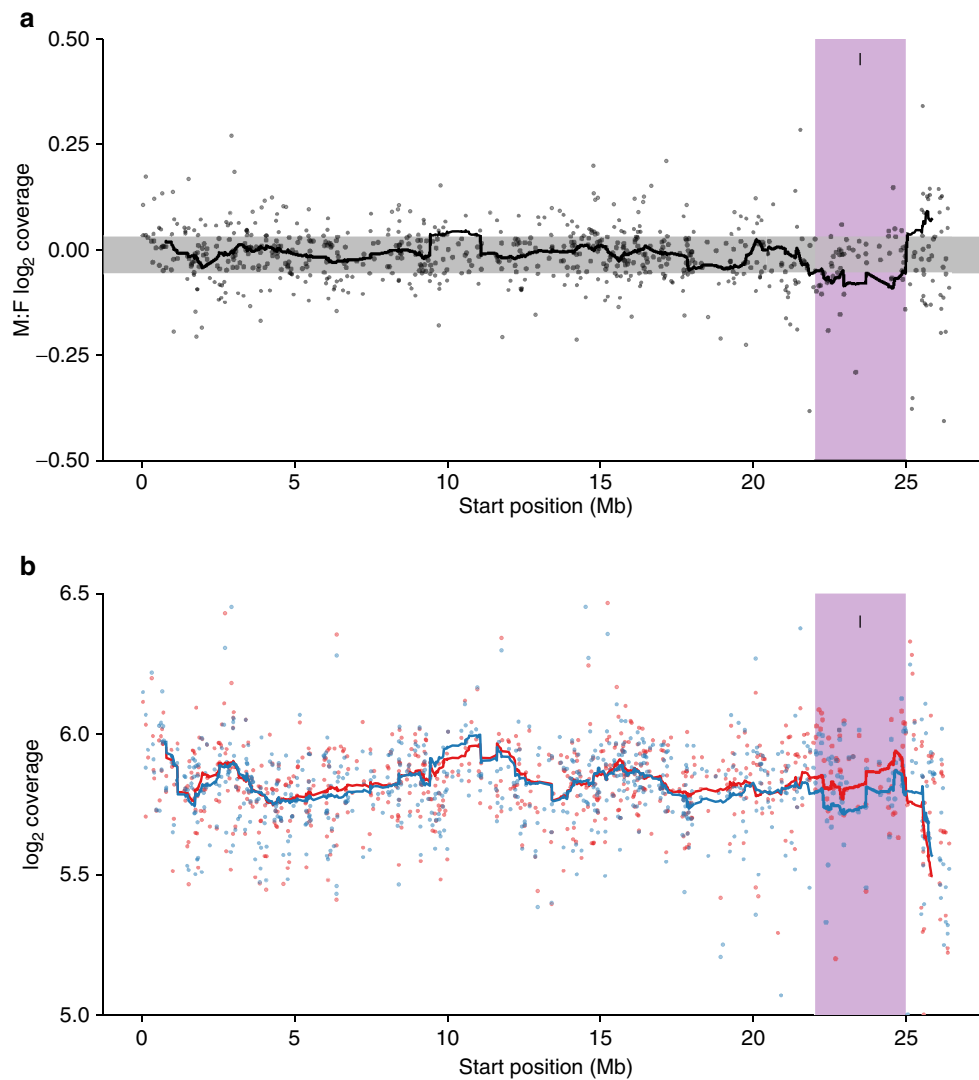 a
0.50
0.25
0.00
−0.25
−0.50
M:F log₂ coverage
I
0 5 10 15 20 25
Start position (Mb)
b
6.5
6.0
5.5
5.0
log₂ coverage
I
0 5 10 15 20 25
Start position (Mb)